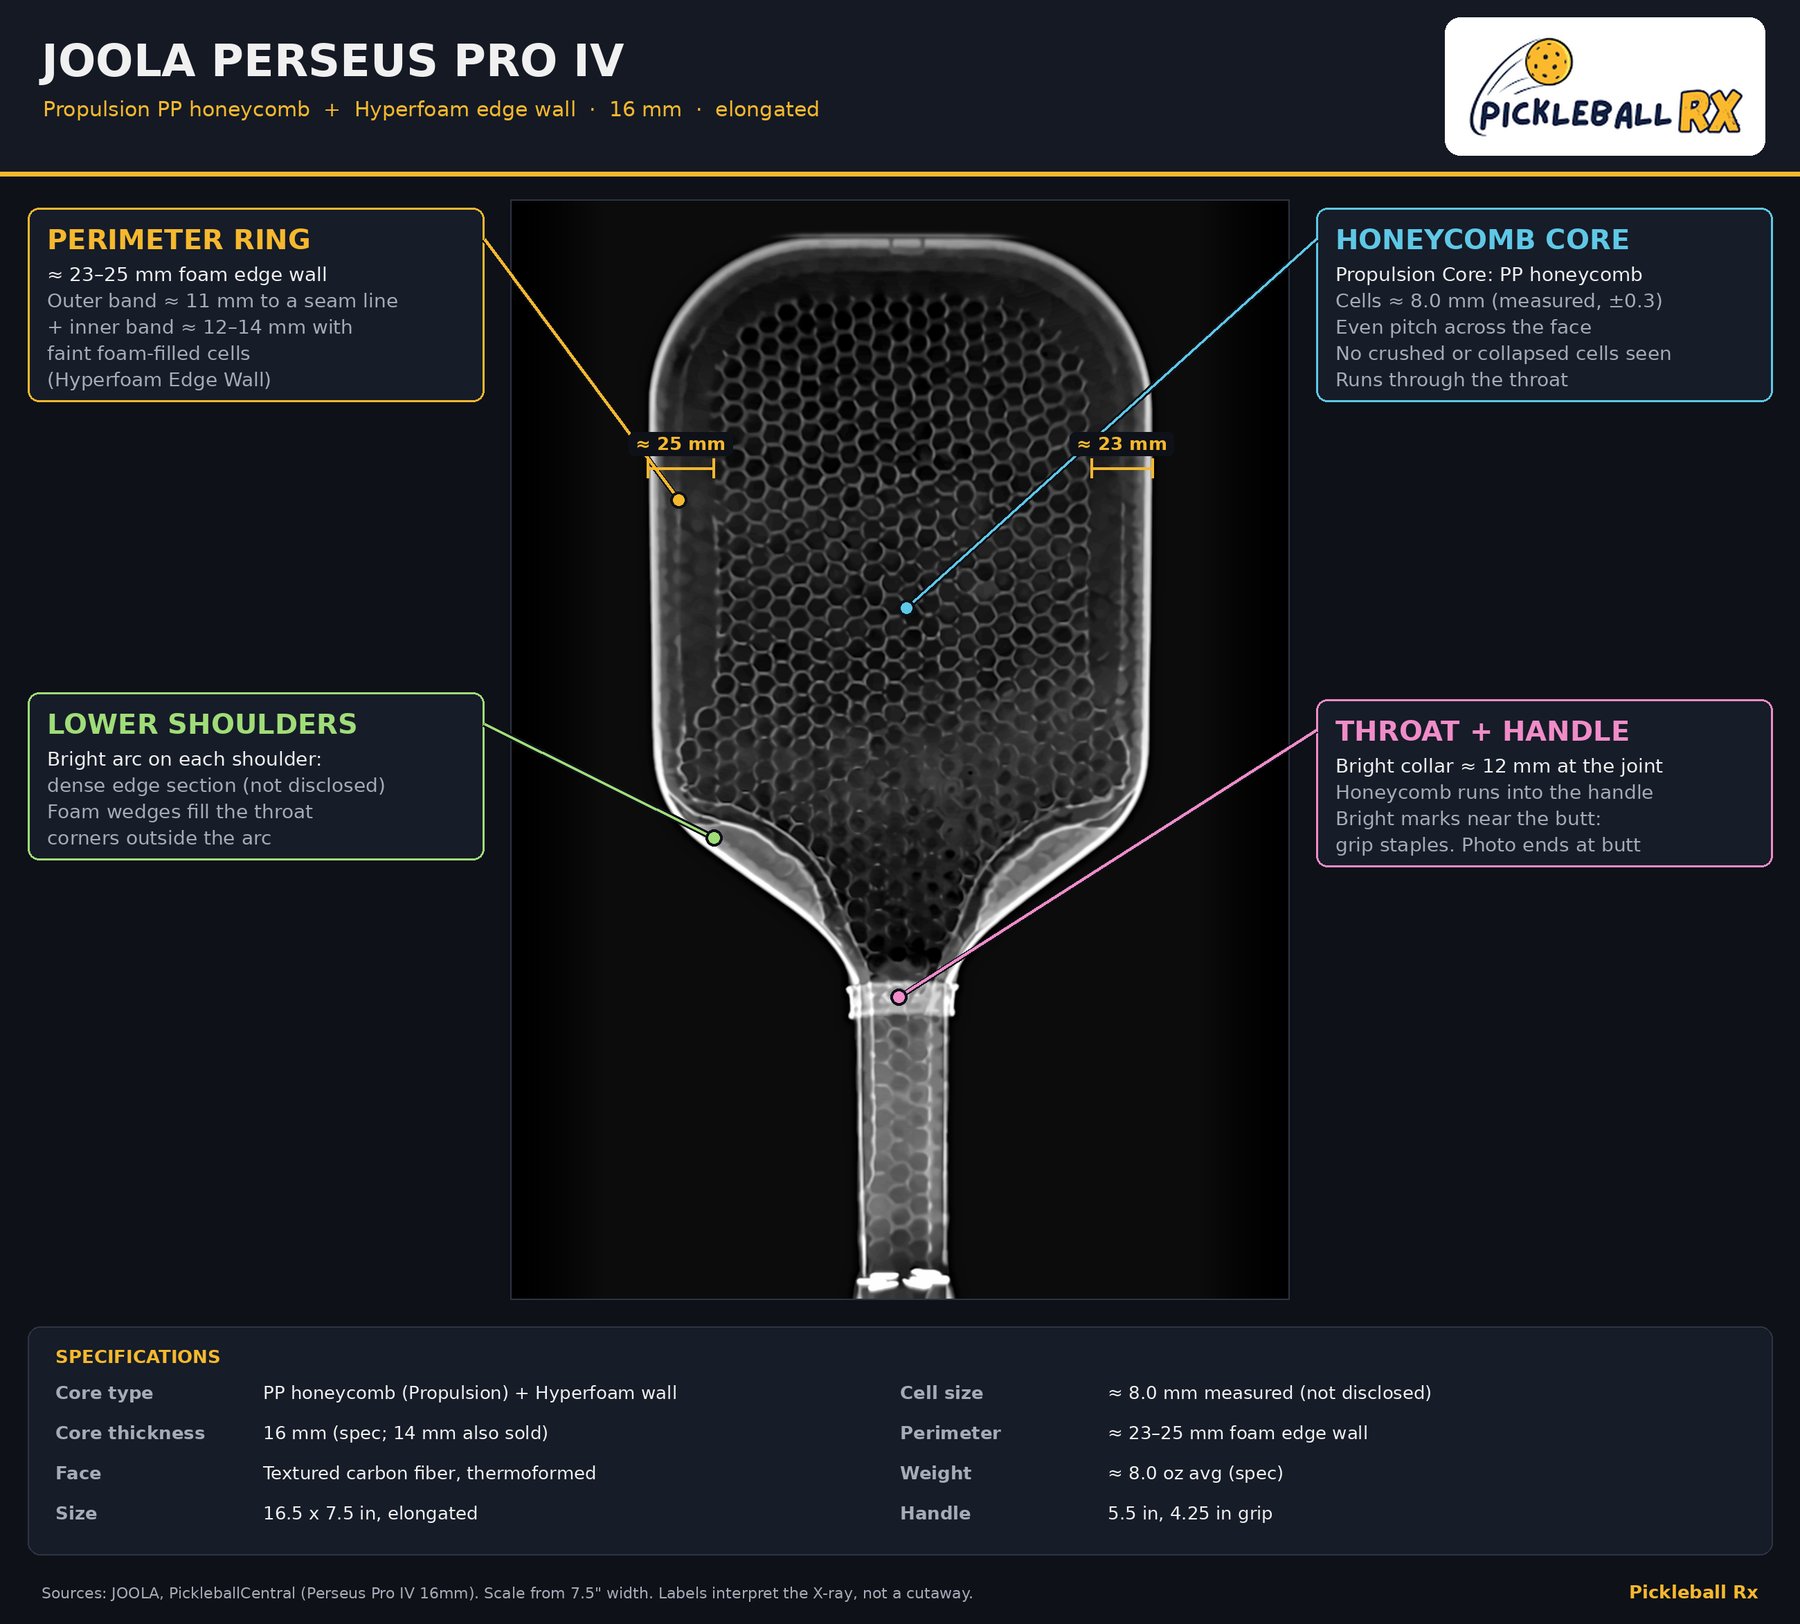 JOOLA PERSEUS PRO IV
Propulsion PP honeycomb + Hyperfoam edge wall · 16 mm · elongated
PICKLEBALL RX
PERIMETER RING
≈ 23–25 mm foam edge wall
Outer band ≈ 11 mm to a seam line
+ inner band ≈ 12–14 mm with
faint foam-filled cells
(Hyperfoam Edge Wall)
HONEYCOMB CORE
Propulsion Core: PP honeycomb
Cells ≈ 8.0 mm (measured, ±0.3)
Even pitch across the face
No crushed or collapsed cells seen
Runs through the throat
≈ 25 mm
≈ 23 mm
LOWER SHOULDERS
Bright arc on each shoulder:
dense edge section (not disclosed)
Foam wedges fill the throat
corners outside the arc
THROAT + HANDLE
Bright collar ≈ 12 mm at the joint
Honeycomb runs into the handle
Bright marks near the butt:
grip staples. Photo ends at butt
SPECIFICATIONS
Core type PP honeycomb (Propulsion) + Hyperfoam wall
Cell size ≈ 8.0 mm measured (not disclosed)
Core thickness 16 mm (spec; 14 mm also sold)
Perimeter ≈ 23–25 mm foam edge wall
Face Textured carbon fiber, thermoformed
Weight ≈ 8.0 oz avg (spec)
Size 16.5 x 7.5 in, elongated
Handle 5.5 in, 4.25 in grip
Sources: JOOLA, PickleballCentral (Perseus Pro IV 16mm). Scale from 7.5" width. Labels interpret the X-ray, not a cutaway.
Pickleball Rx